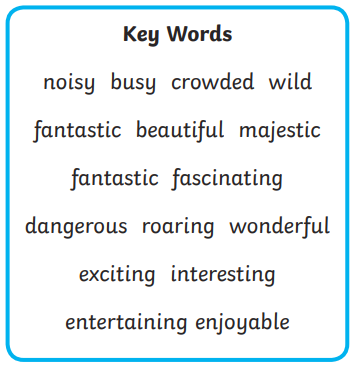 Key Words
noisy busy crowded wild
fantastic beautiful majestic
fantastic fascinating
dangerous roaring wonderful
exciting interesting
entertaining enjoyable